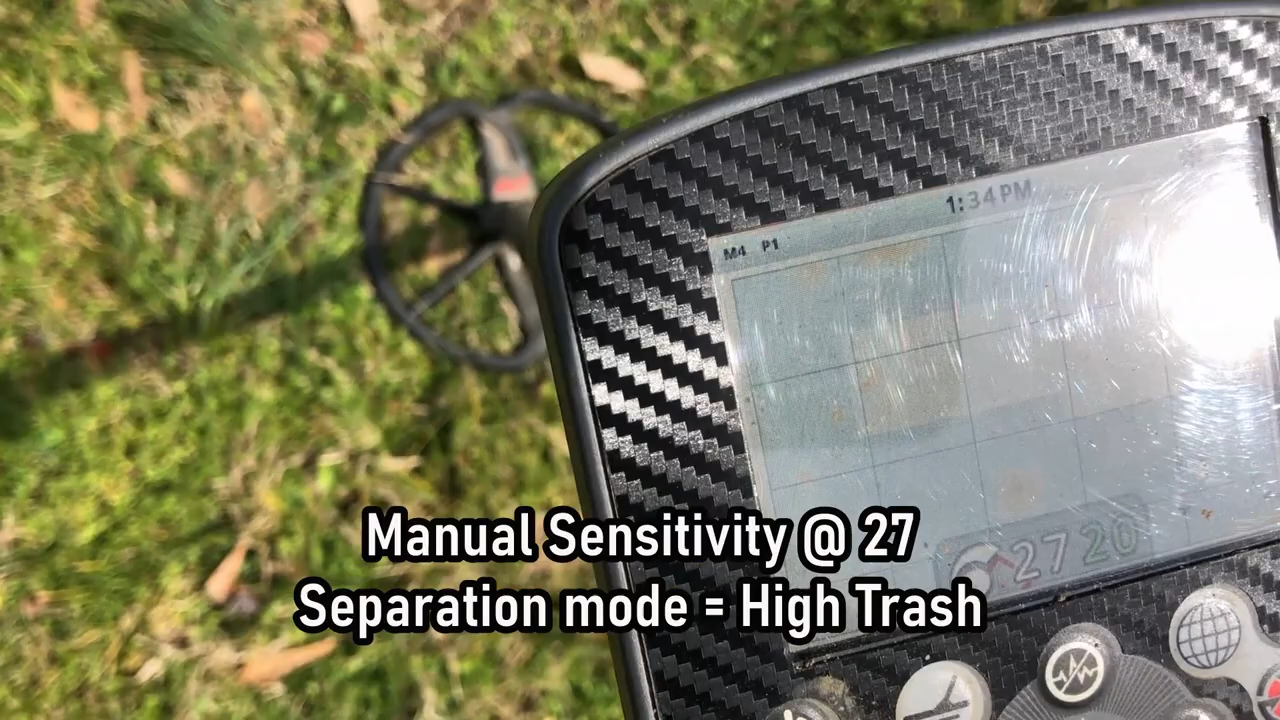 1:34 PM
M4 P1
27 20
Manual Sensitivity @ 27
Separation mode = High Trash